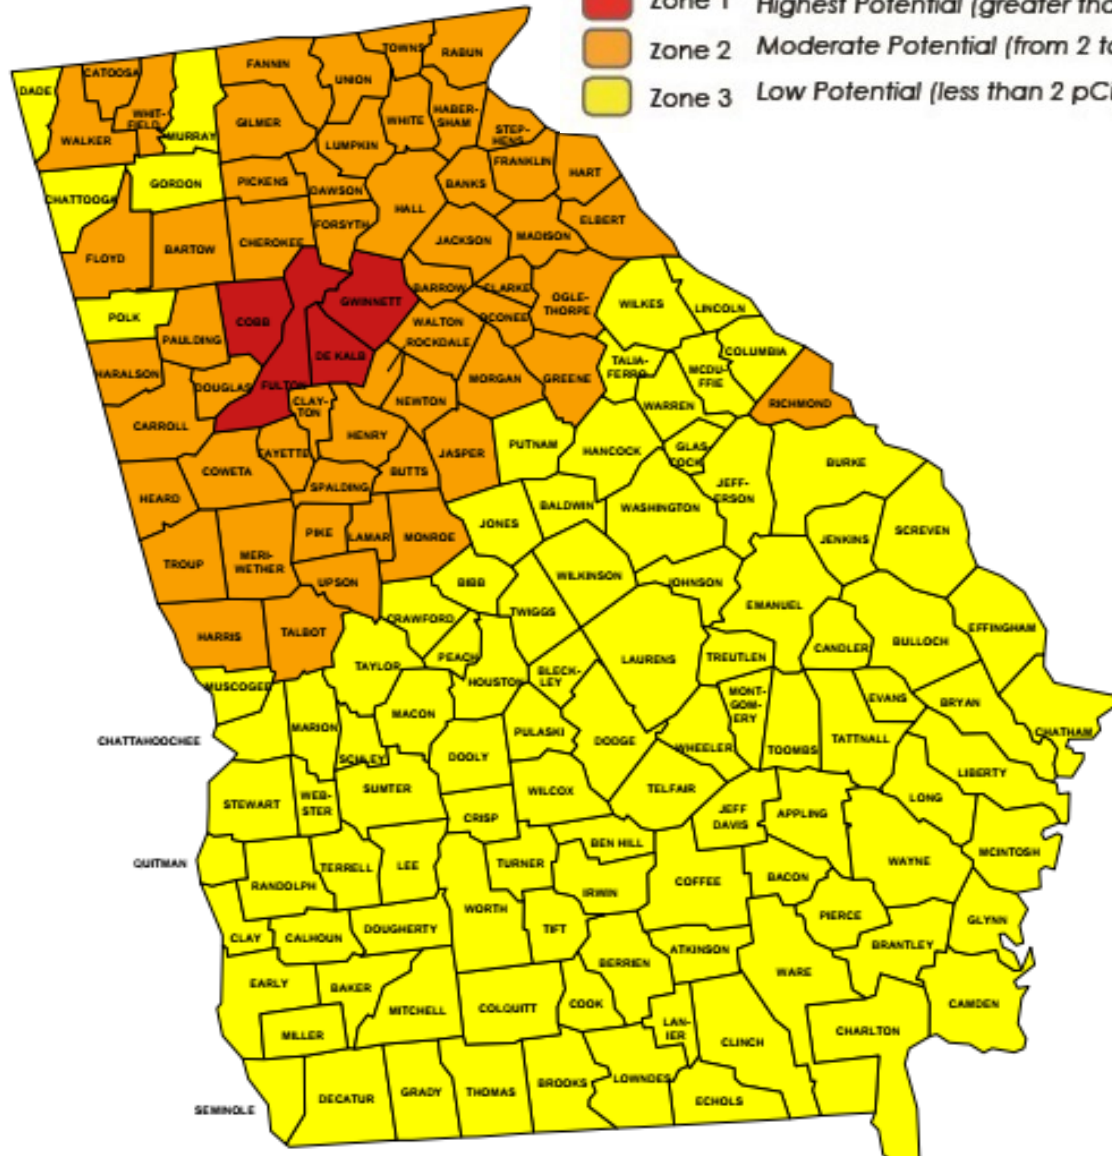 Zone 1 Highest Potential (greater tha
Zone 2 Moderate Potential (from 2 to
Zone 3 Low Potential (less than 2 pCi
TOWNS
RABUN
FANNIN
UNION
CATOOSA
DADE
WHIT-
FIELD
MURRAY
WALKER
GILMER
WHITE
HABER-
SHAM
STEP-
HENS
LUMPKIN
FRANKLIN
HART
CHATTOOGA
GORDON
PICKENS
DAWSON
BANKS
HALL
ELBERT
FORSYTH
MADISON
JACKSON
CHEROKEE
BARTOW
FLOYD
BARROW
CLARKE
OGLE-
THORPE
GWINNETT
WILKES
LINCOLN
POLK
COBB
WALTON
OCONEE
ROCKDALE
PAULDING
DE KALB
COLUMBIA
TALIA-
FERRO
MCDU-
FFIE
HARALSON
DOUGLAS
FULTON
MORGAN
GREENE
CLAY-
TON
NEWTON
WARREN
RICHMOND
CARROLL
HENRY
FAYETTE
PUTNAM
HANCOCK
GLAS-
COCK
JASPER
COWETA
BUTTS
SPALDING
BURKE
JEFF-
ERSON
HEARD
BALDWIN
WASHINGTON
JONES
PIKE
LAMAR
MONROE
JENKINS
SCREVEN
TROUP
MERI-
WETHER
UPSON
BIBB
WILKINSON
JOHNSON
EMANUEL
CRAWFORD
TWIGGS
HARRIS
TALBOT
EFFINGHAM
CANDLER
BULLOCH
PEACH
TAYLOR
LAURENS
TREUTLEN
BLECK-
LEY
HOUSTON
MUSCOGEE
MACON
MONT-
GOM-
ERY
EVANS
BRYAN
MARION
PULASKI
DODGE
WHEELER
TOOMBS
TATTNALL
CHATHAM
CHATTAHOOCHEE
SCHLEY
DOOLY
LIBERTY
STEWART
WEB-
STER
SUMTER
WILCOX
TELFAIR
LONG
CRISP
JEFF
DAVIS
APPLING
BEN HILL
MCINTOSH
QUITMAN
TERRELL
LEE
TURNER
WAYNE
RANDOLPH
IRWIN
COFFEE
BACON
WORTH
PIERCE
GLYNN
CLAY
CALHOUN
DOUGHERTY
TIFT
BRANTLEY
ATKINSON
BERRIEN
WARE
EARLY
BAKER
MITCHELL
COLQUITT
COOK
CAMDEN
MILLER
LAN-
IER
CLINCH
CHARLTON
SEMINOLE
DECATUR
GRADY
THOMAS
BROOKS
LOWNDES
ECHOLS